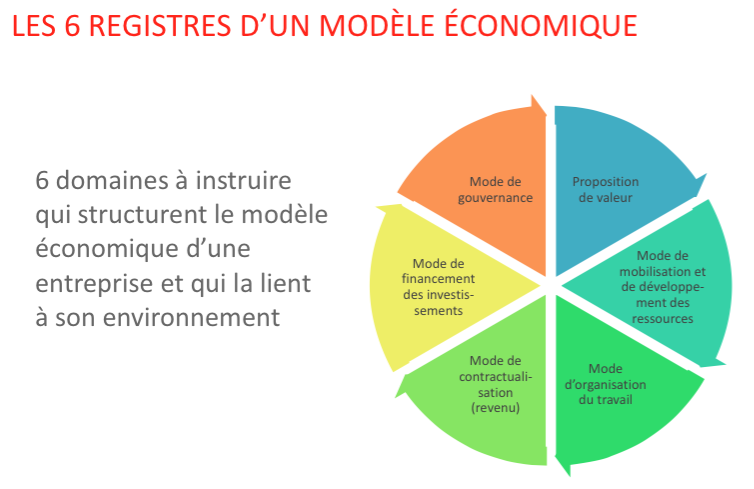 LES 6 REGISTRES D’UN MODÈLE ÉCONOMIQUE
6 domaines à instruire
qui structurent le modèle
économique d’une
entreprise et qui la lient
à son environnement
Mode de
gouvernance
Proposition
de valeur
Mode de
mobilisation et
de développe-
ment des
ressources
Mode
d’organisation
du travail
Mode de
contractuali-
sation
(revenu)
Mode de
financement
des investis-
sements